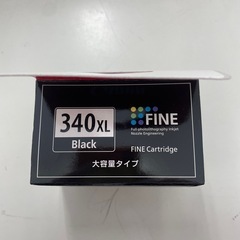 340XL
Black
FINE
Full-photolithography Inkjet
Nozzle Engineering
FINE Cartridge
大容量タイプ